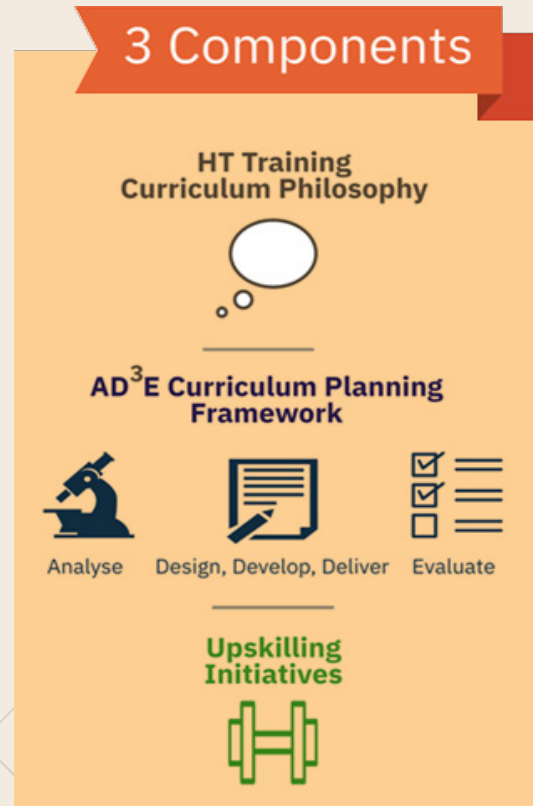 3 Components
HT Training
Curriculum Philosophy
AD³E Curriculum Planning
Framework
Analyse
Design, Develop, Deliver
Evaluate
Upskilling
Initiatives